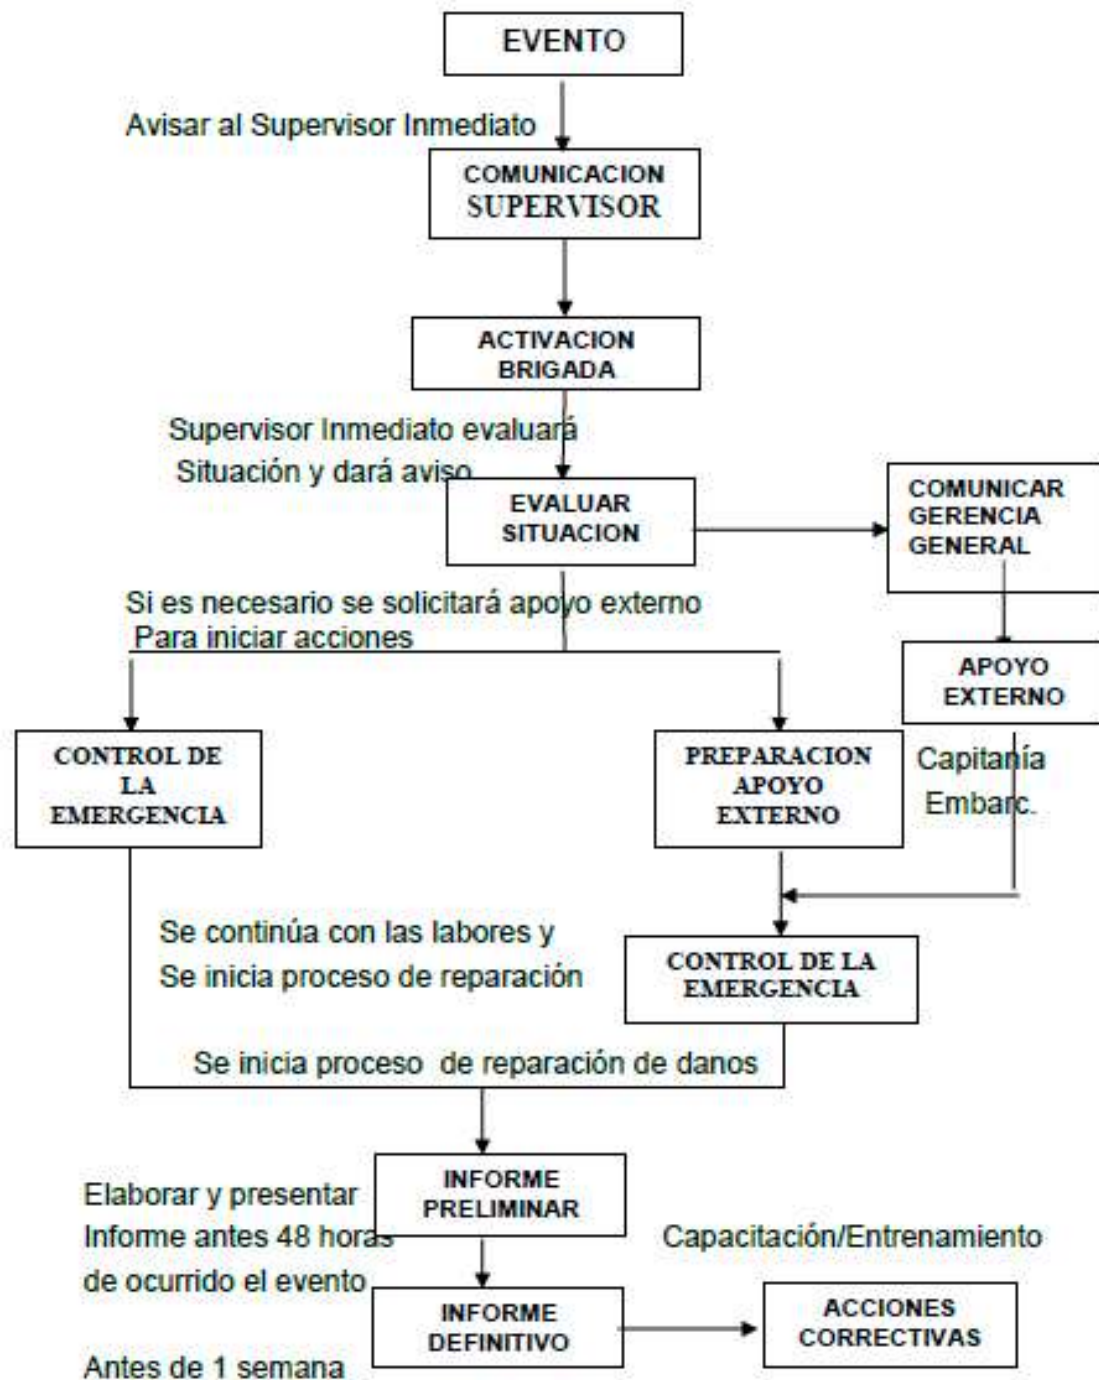 EVENTO
Avisar al Supervisor Inmediato
COMUNICACION
SUPERVISOR
ACTIVACION
BRIGADA
Supervisor Inmediato evaluará
Situación y dará aviso
EVALUAR
SITUACION
COMUNICAR
GERENCIA
GENERAL
Si es necesario se solicitará apoyo externo
Para iniciar acciones
APOYO
EXTERNO
CONTROL DE
LA
EMERGENCIA
PREPARACION
APOYO
EXTERNO
Capitanía
Embarc.
Se continúa con las labores y
Se inicia proceso de reparación
CONTROL DE LA
EMERGENCIA
Se inicia proceso de reparación de danos
INFORME
PRELIMINAR
Elaborar y presentar
Informe antes 48 horas
de ocurrido el evento
Capacitación/Entrenamiento
INFORME
DEFINITIVO
ACCIONES
CORRECTIVAS
Antes de 1 semana